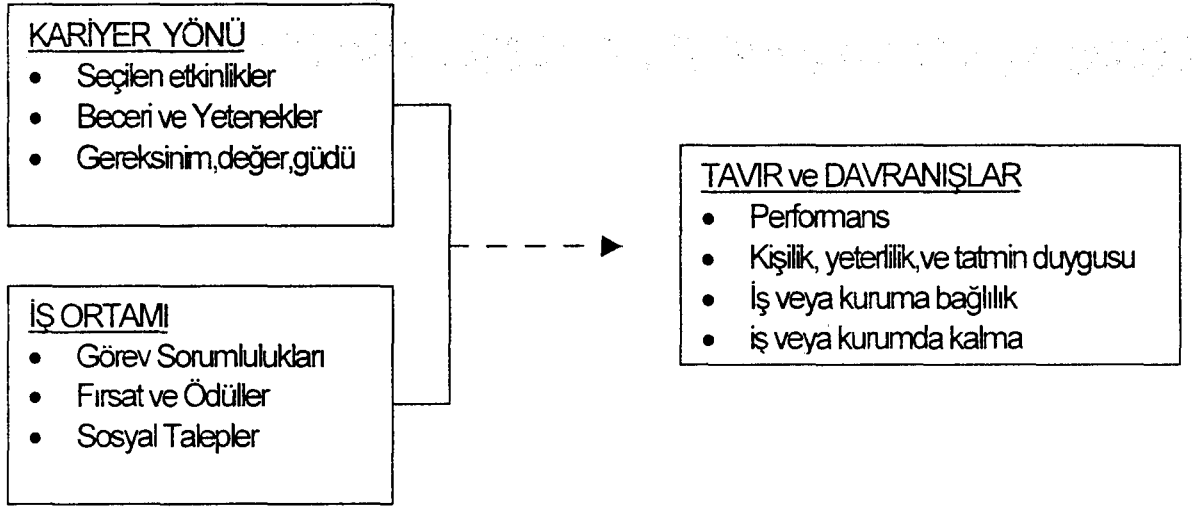 KARİYER YÖNÜ
• Seçilen etkinlikler
• Beceri ve Yetenekler
• Gereksinim,değer,güdü
İŞ ORTAMI
• Görev Sorumlulukları
• Fırsat ve Ödüller
• Sosyal Talepler
TAVIR ve DAVRANIŞLAR
• Performans
• Kişilik, yeterlilik,ve tatmin duygusu
• İş veya kuruma bağlılık
• iş veya kurumda kalma